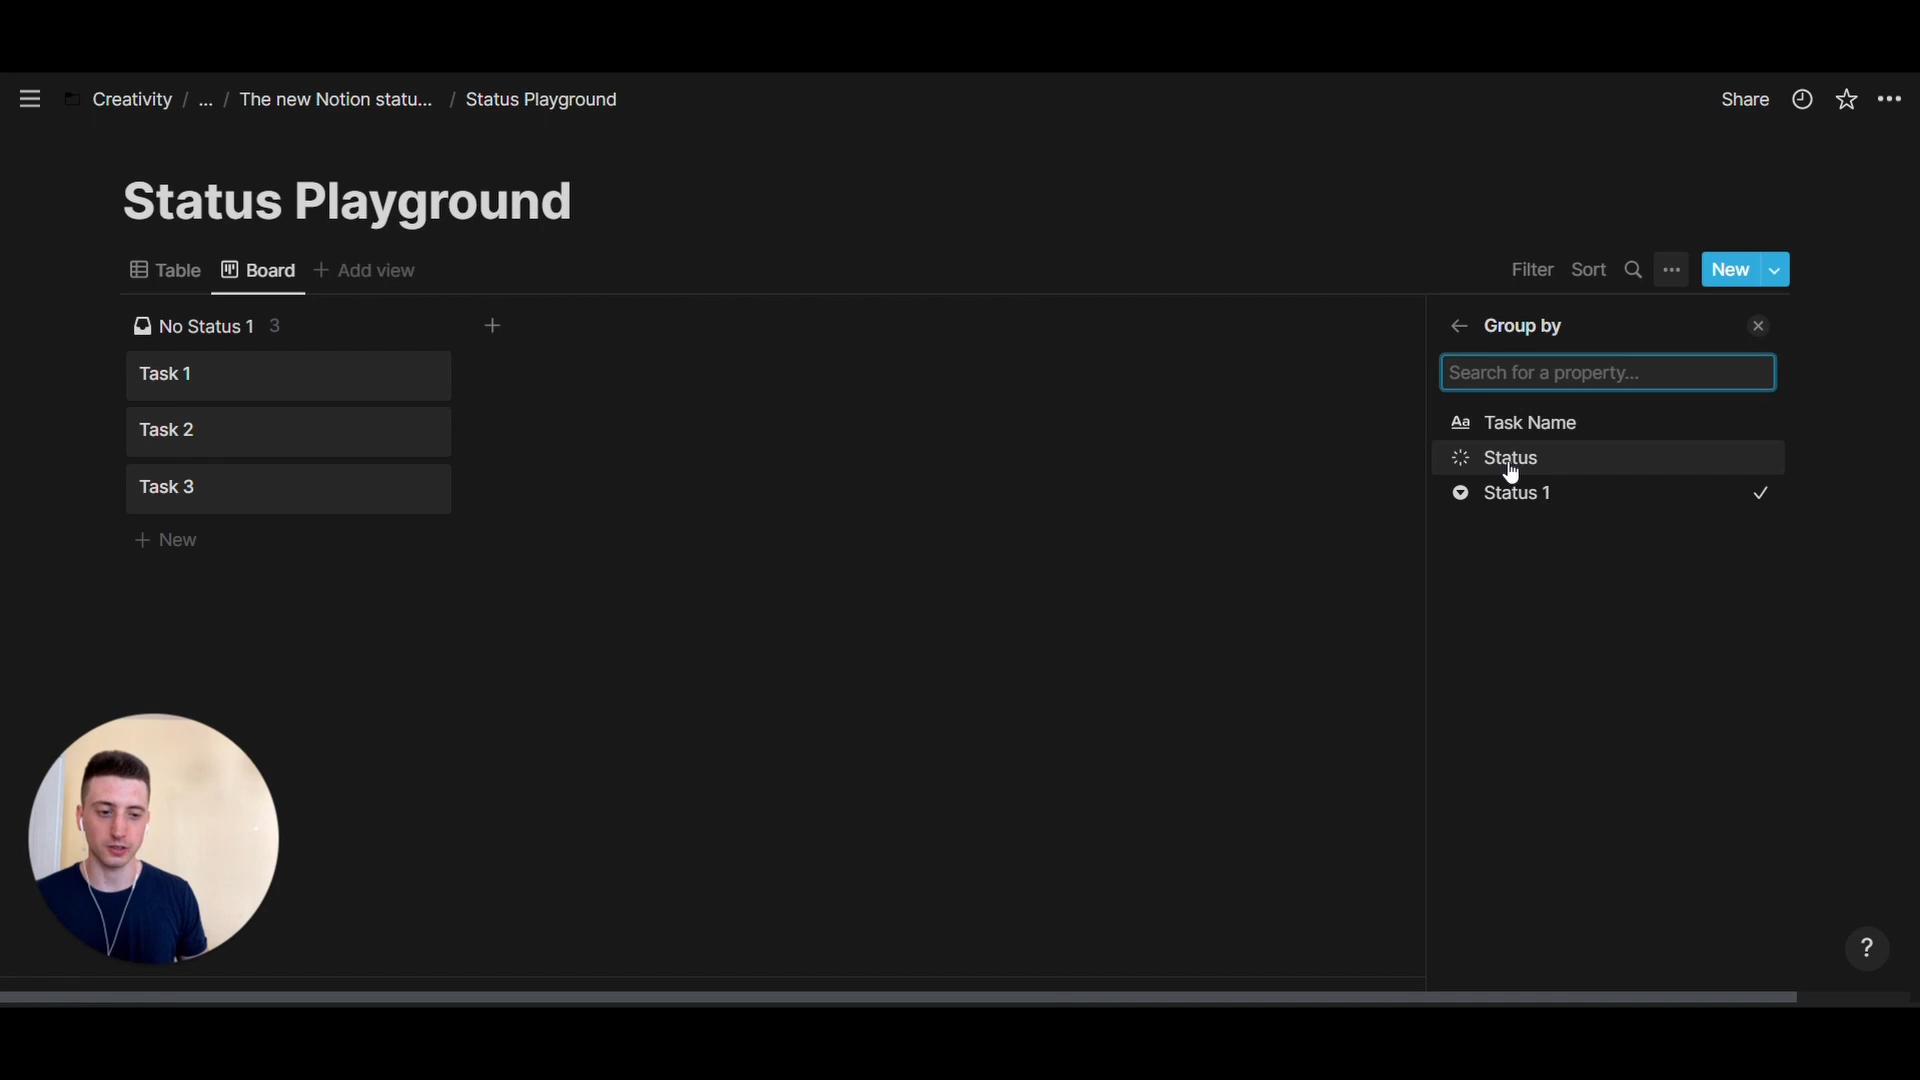 Creativity / ... / The new Notion statu... / Status Playground
Share
Status Playground
Table Board + Add view
Filter Sort New
No Status 1 3 +
Group by
Search for a property...
Task 1
Aa Task Name
Task 2
Status
Task 3
Status 1
+ New
?